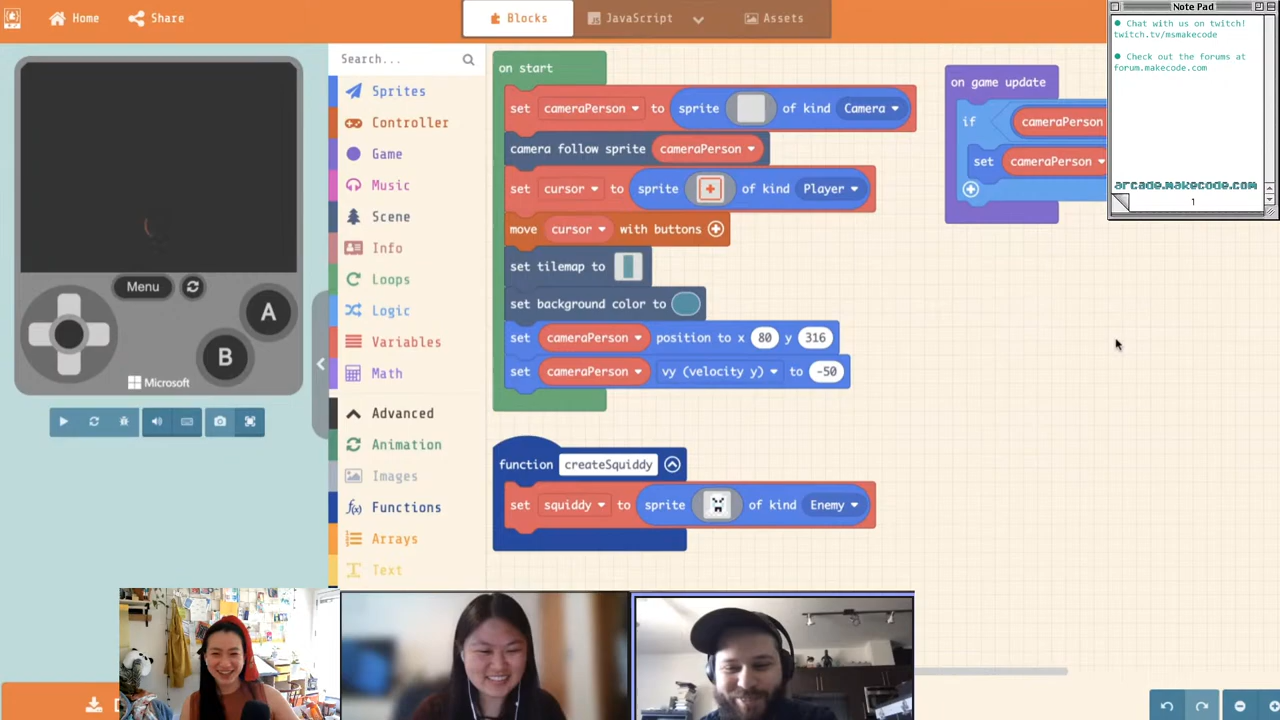 Home
Share
Blocks
JavaScript
Assets
Note Pad
● Chat with us on twitch!
twitch.tv/msmakecode
● Check out the forums at
forum.makecode.com
arcade.makecode.com
1
Menu
A
B
Microsoft
Search...
Sprites
Controller
Game
Music
Scene
Info
Loops
Logic
Variables
Math
Advanced
Animation
Images
Functions
Arrays
Text
on start
set cameraPerson to sprite of kind Camera
camera follow sprite cameraPerson
set cursor to sprite of kind Player
move cursor with buttons
set tilemap to
set background color to
set cameraPerson position to x 80 y 316
set cameraPerson vy (velocity y) to -50
function createSquiddy
set squiddy to sprite of kind Enemy
on game update
if cameraPerson
set cameraPerson